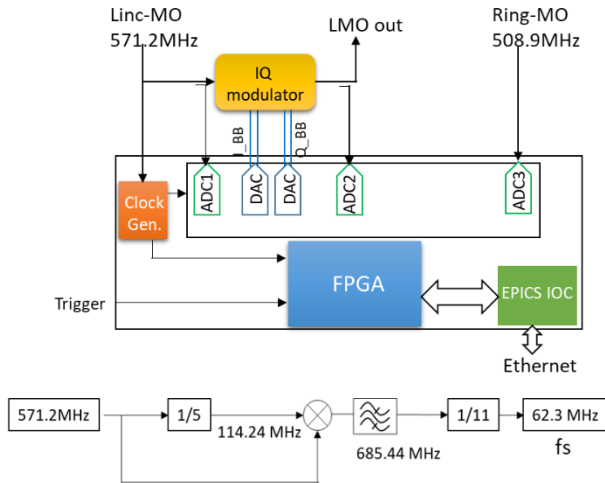 Linc-MO
571.2MHz
LMO out
Ring-MO
508.9MHz
IQ
modulator
I_BB
Q_BB
Clock
Gen.
ADC1
DAC
DAC
ADC2
ADC3
FPGA
EPICS IOC
Trigger
Ethernet
571.2MHz
1/5
114.24 MHz
685.44 MHz
1/11
62.3 MHz
fs